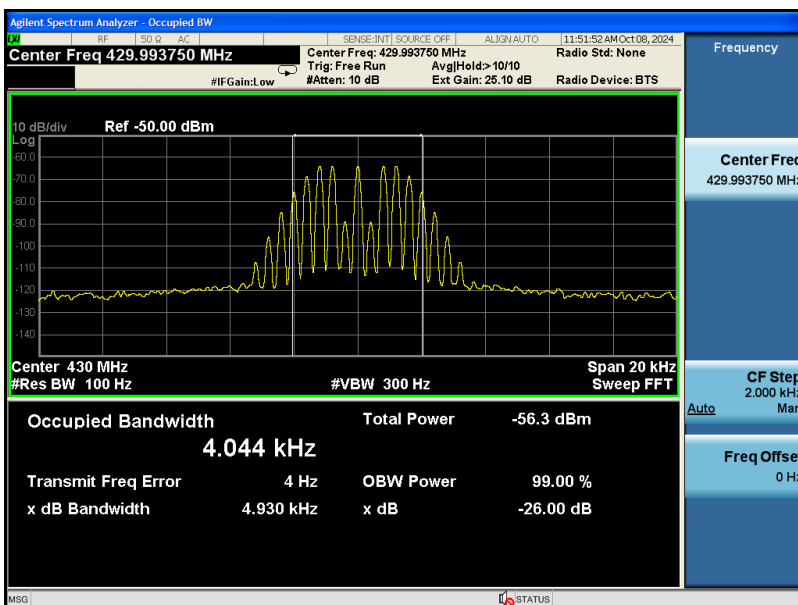 Agilent Spectrum Analyzer - Occupied BW
LXI RF 50 Ω AC SENSE:INT SOURCE OFF ALIGN AUTO 11:51:52 AM Oct 08, 2024
Center Freq 429.993750 MHz
Center Freq: 429.993750 MHz
Radio Std: None
Trig: Free Run Avg|Hold:> 10/10
#IFGain:Low
#Atten: 10 dB Ext Gain: 25.10 dB
Radio Device: BTS
10 dB/div Ref -50.00 dBm
Log
-60.0
-70.0
-80.0
-90.0
-100
-110
-120
-130
-140
Center 430 MHz Span 20 kHz
#Res BW 100 Hz #VBW 300 Hz Sweep FFT
Occupied Bandwidth Total Power -56.3 dBm
4.044 kHz
Transmit Freq Error 4 Hz OBW Power 99.00 %
x dB Bandwidth 4.930 kHz x dB -26.00 dB
MSG STATUS
Frequency
Center Freq
429.993750 MHz
CF Step
2.000 kHz
Auto Man
Freq Offset
0 Hz